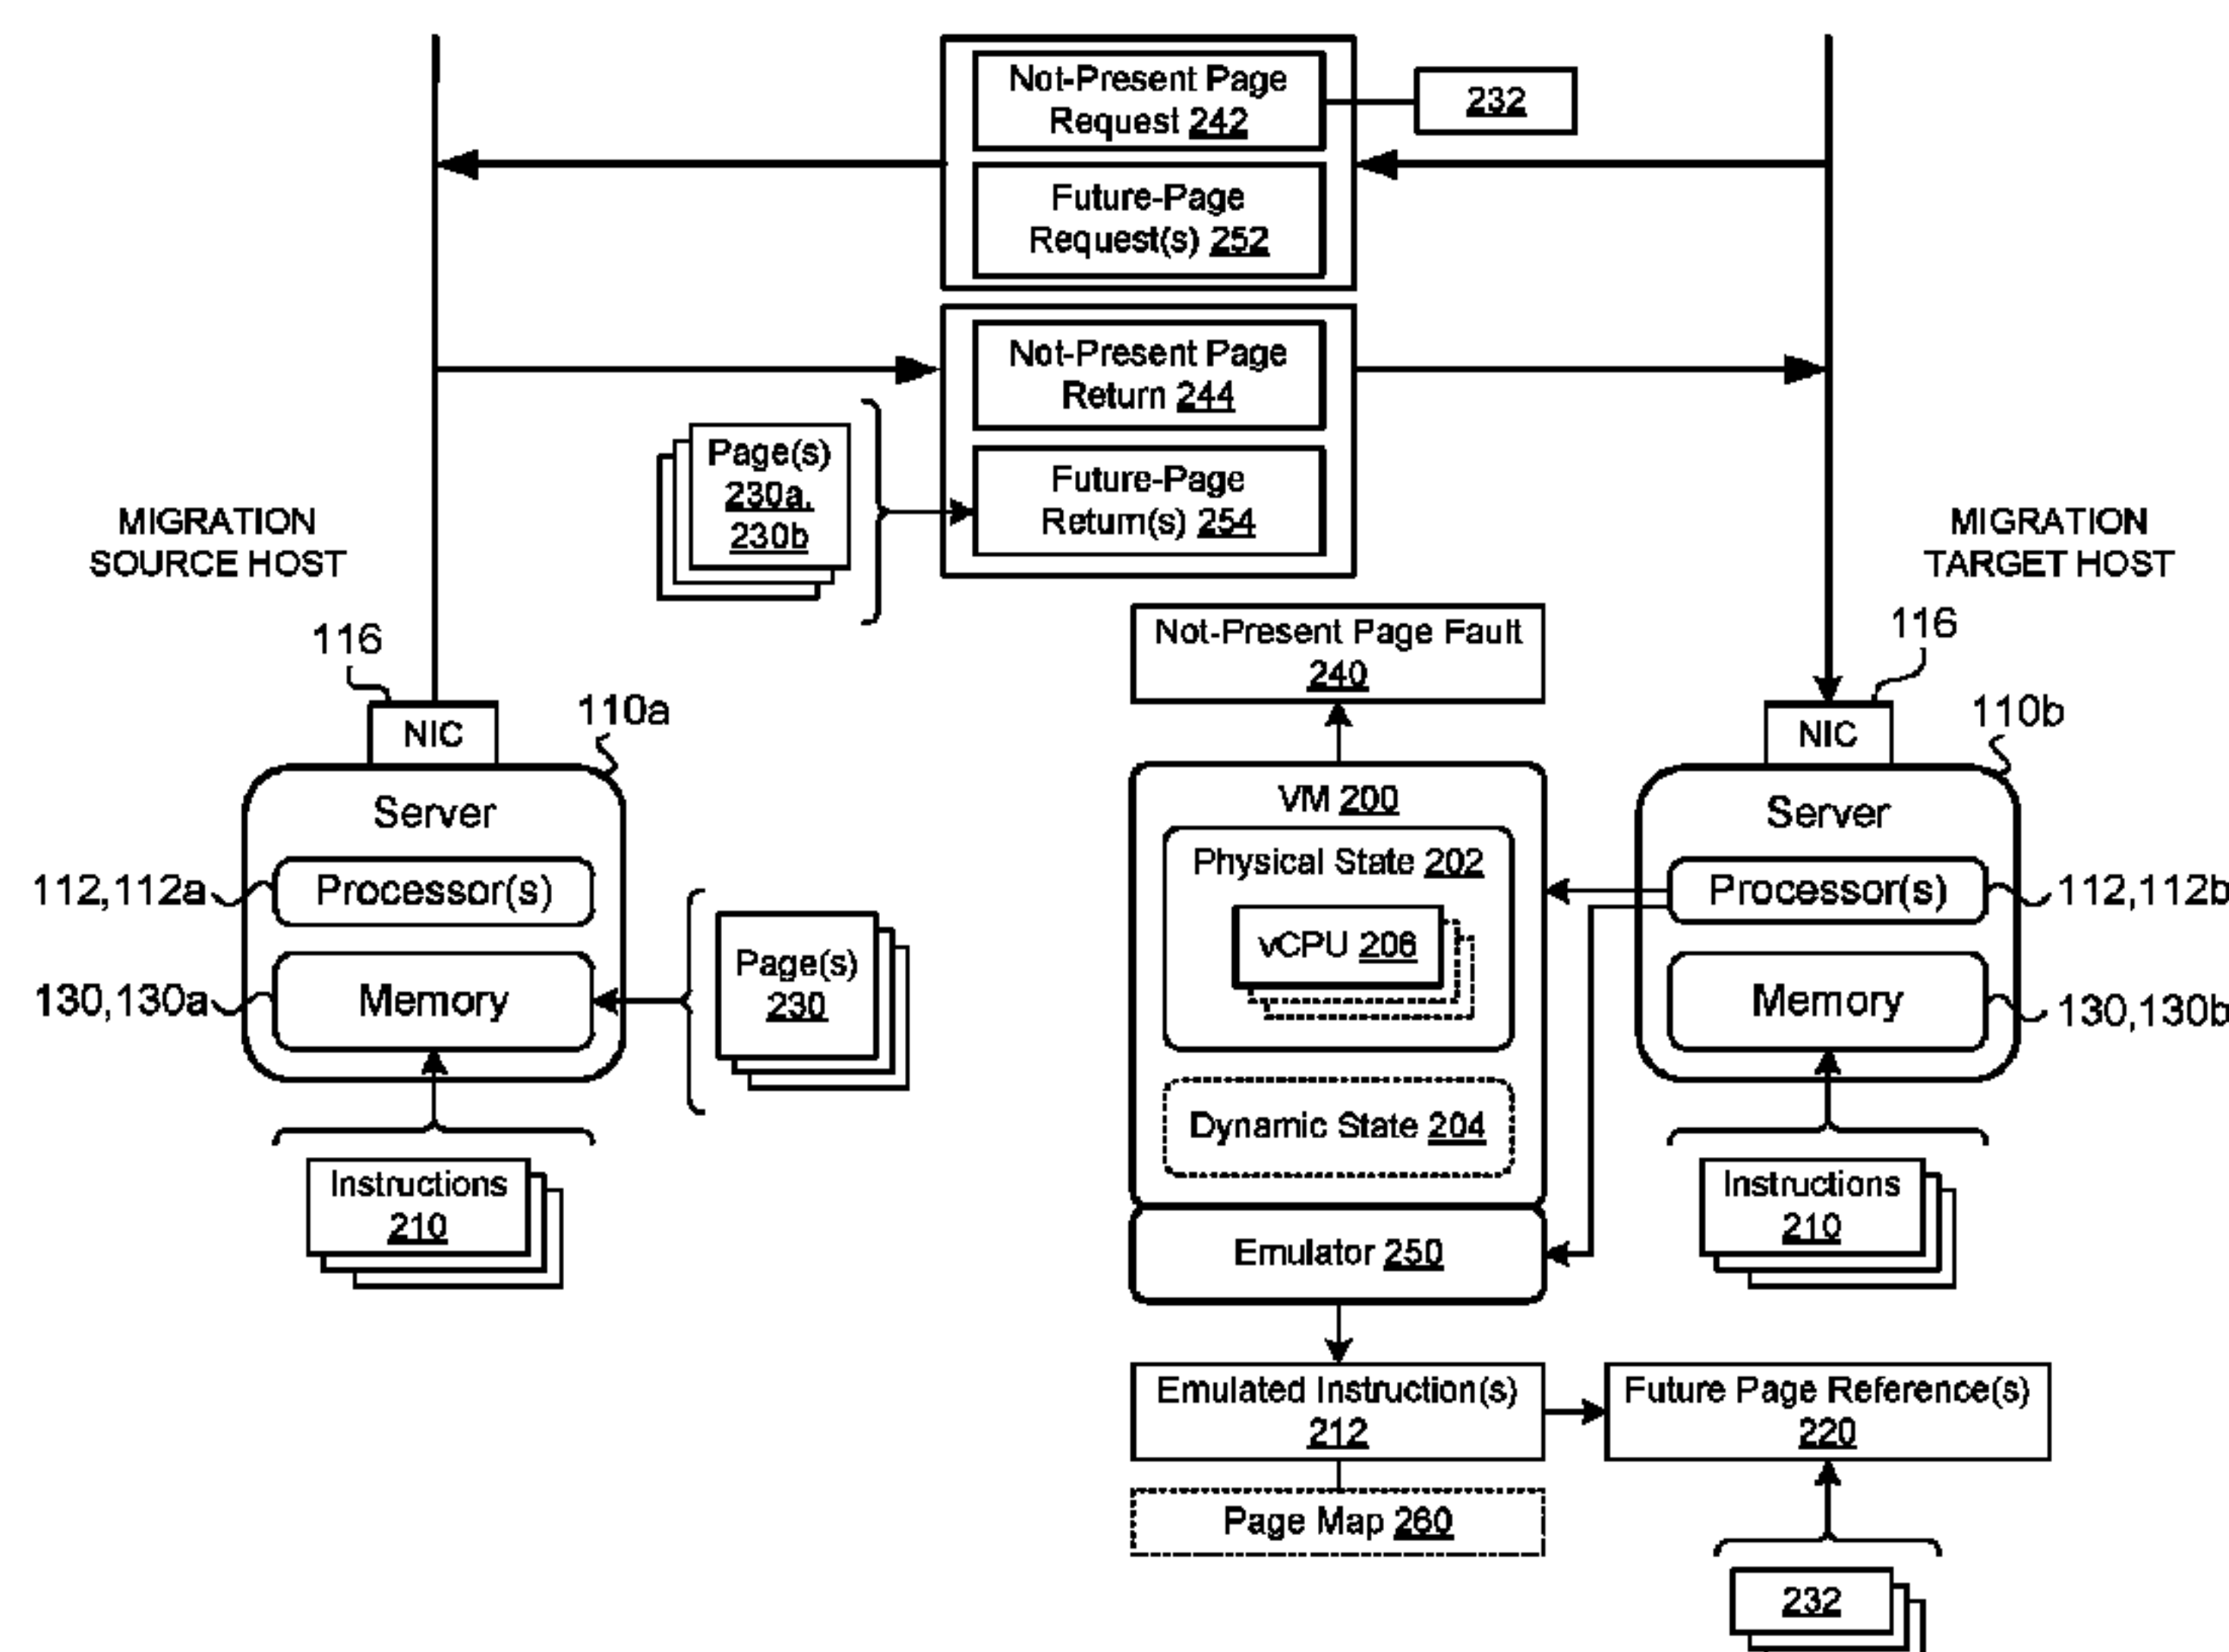 Not-Present Page
Request 242
232
Future-Page
Request(s) 252
Not-Present Page
Return 244
Page(s)
230a,
230b
Future-Page
Return(s) 254
MIGRATION
SOURCE HOST
MIGRATION
TARGET HOST
Not-Present Page Fault
240
116
NIC
110a
Server
112,112a
Processor(s)
130,130a
Memory
Page(s)
230
Instructions
210
VM 200
Physical State 202
vCPU 206
Dynamic State 204
Emulator 250
116
NIC
110b
Server
Processor(s)
112,112b
Memory
130,130b
Instructions
210
Emulated Instruction(s)
212
Future Page Reference(s)
220
Page Map 260
232